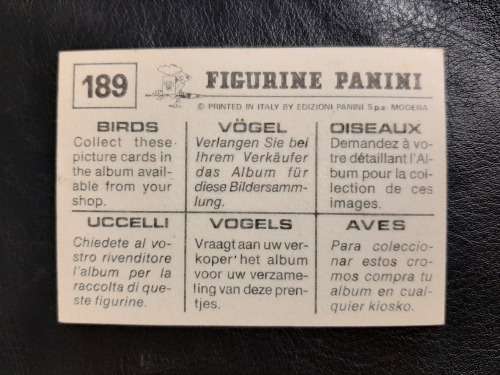 189
FIGURINE PANINI
© PRINTED IN ITALY BY EDIZIONI PANINI S.p.a. MODENA
BIRDS
Collect these
picture cards in
the album avail-
able from your
shop.
VÖGEL
Verlangen Sie bei
Ihrem Verkäufer
das Album für
diese Bildersamm-
lung.
OISEAUX
Demandez à vo-
tre détaillant l'Al-
bum pour la col-
lection de ces
images.
UCCELLI
Chiedete al vo-
stro rivenditore
l'album per la
raccolta di que-
ste figurine.
VOGELS
Vraagt aan uw ver-
koper het album
voor uw verzame-
ling van deze pren-
tjes.
AVES
Para coleccio-
nar estos cro-
mos compra tu
album en cual-
quier kiosko.